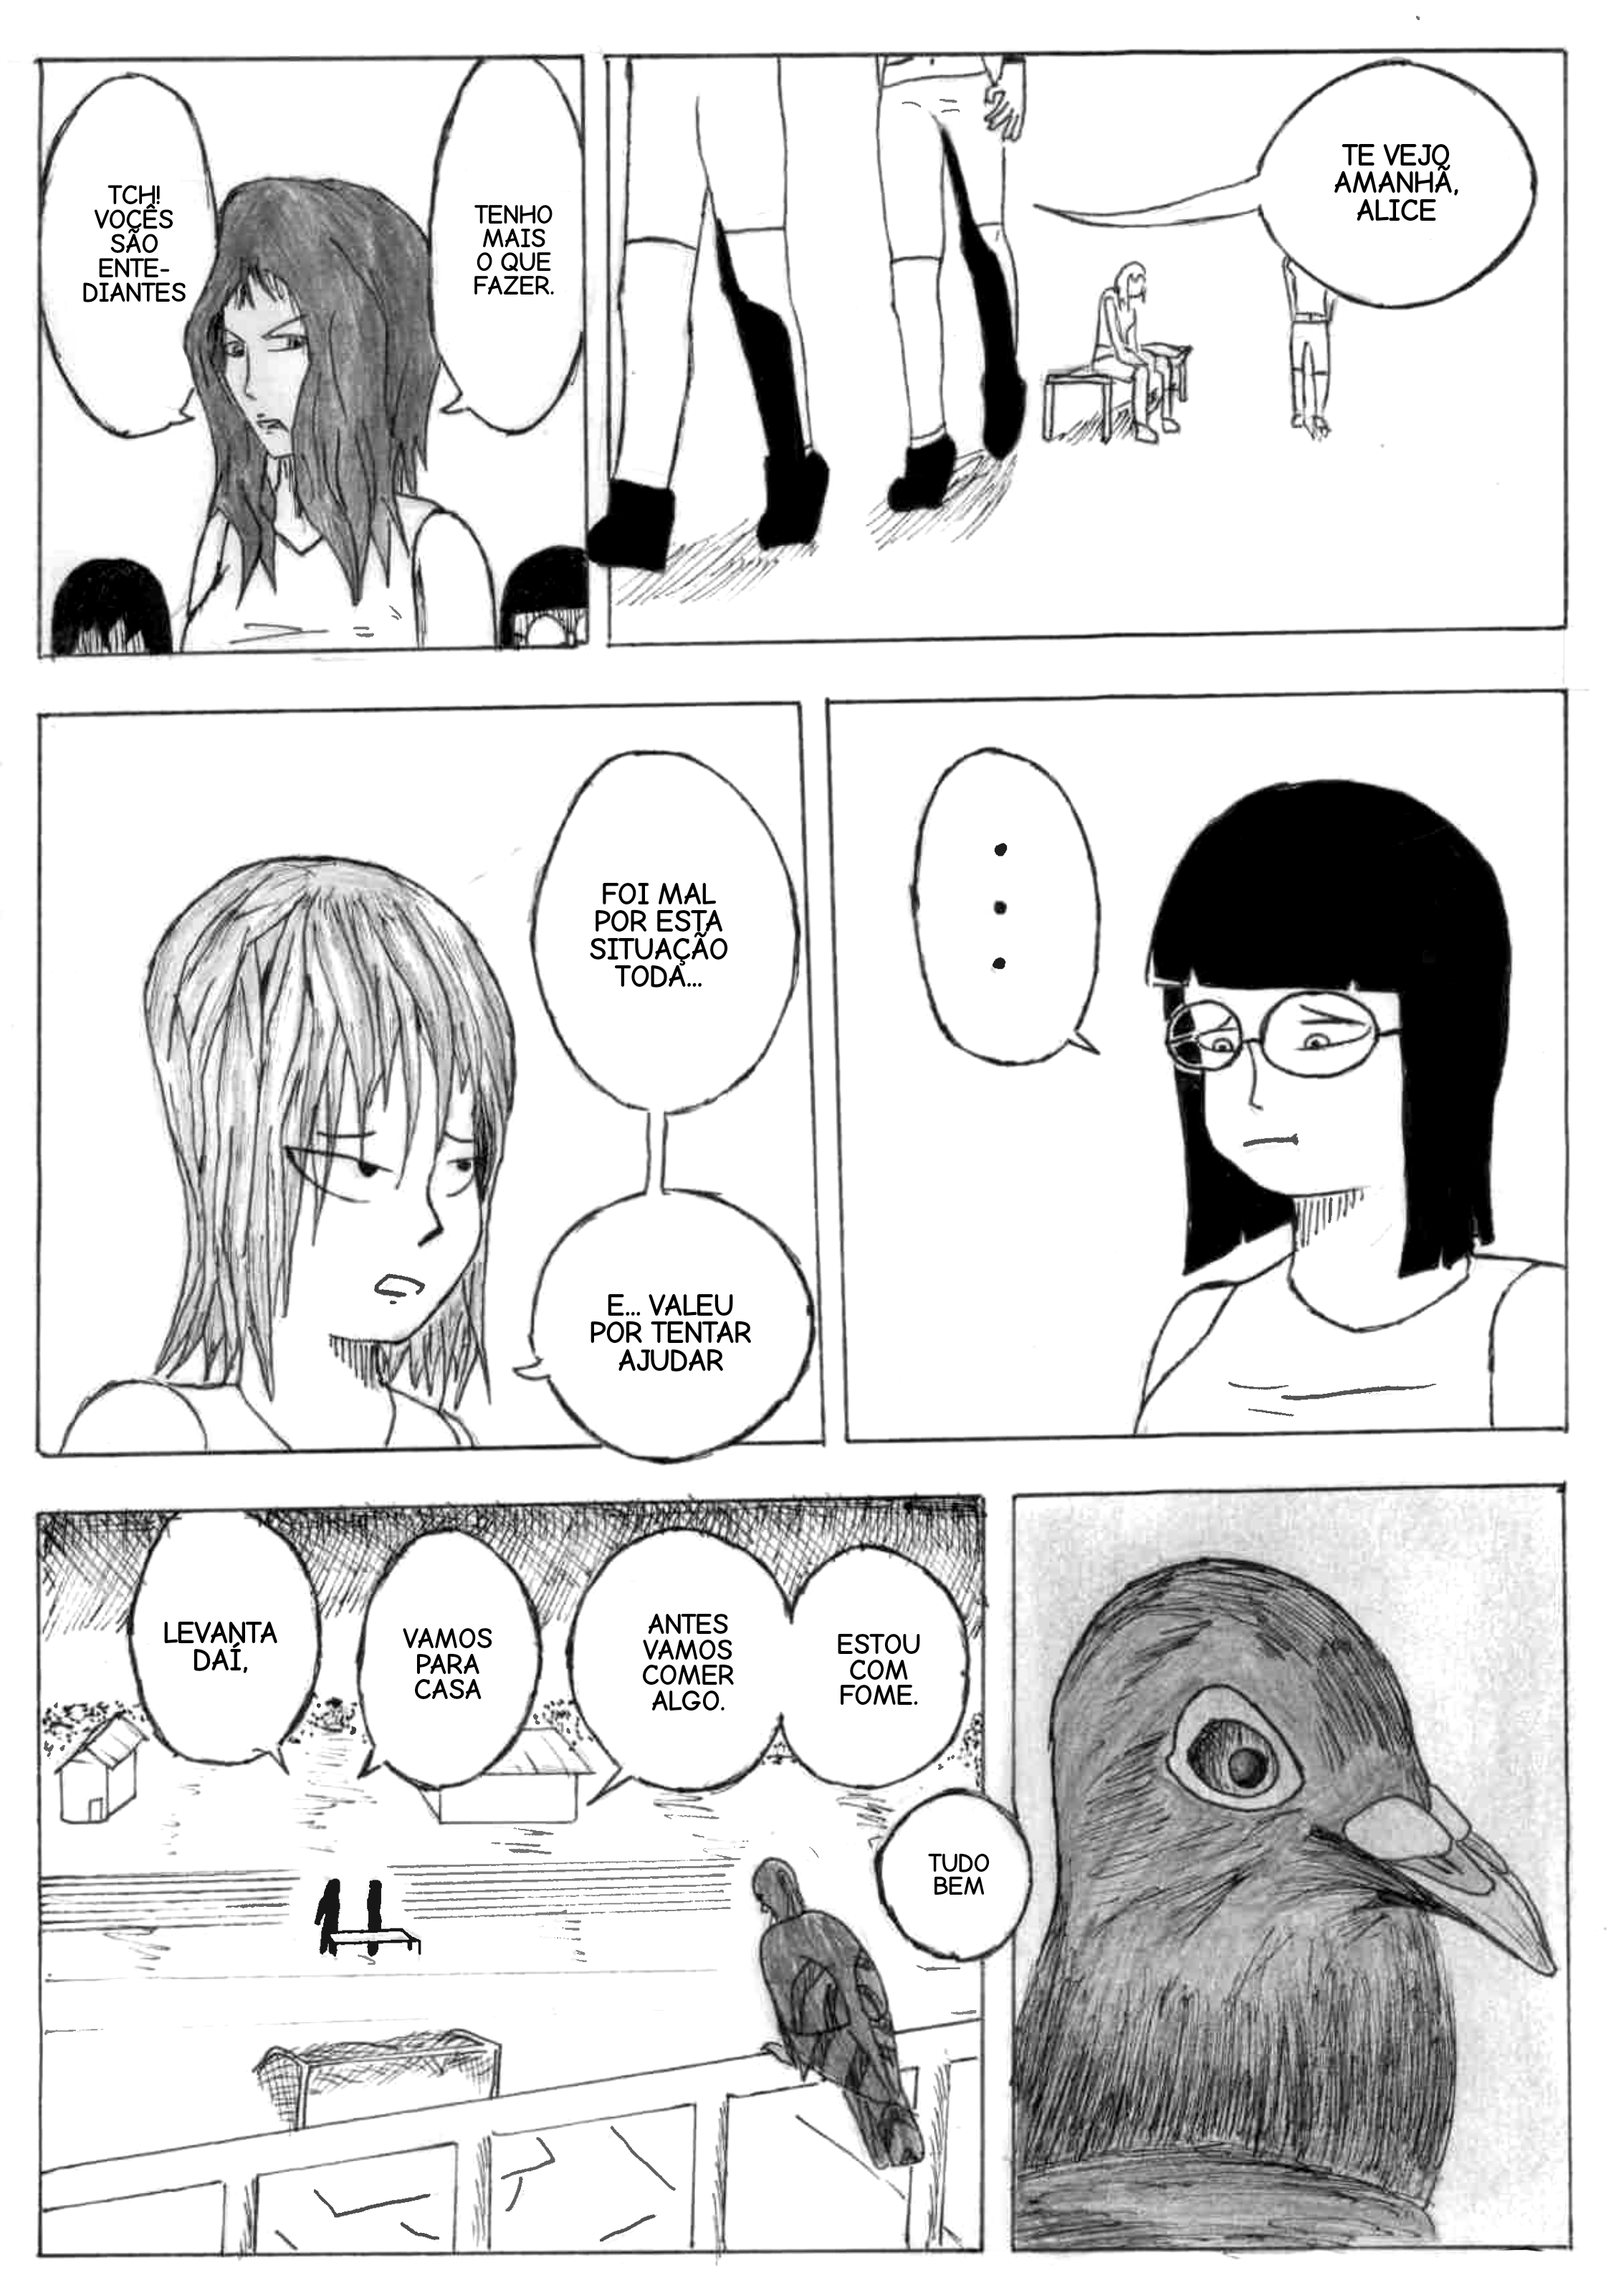 TCH!
VOCÊS
SÃO
ENTE-
DIANTES
TENHO
MAIS
O QUE
FAZER.
TE VEJO
AMANHÃ,
ALICE
FOI MAL
POR ESTA
SITUAÇÃO
TODA...
E... VALEU
POR TENTAR
AJUDAR
.
.
.
LEVANTA
DAÍ,
VAMOS
PARA
CASA
ANTES
VAMOS
COMER
ALGO.
ESTOU
COM
FOME.
TUDO
BEM